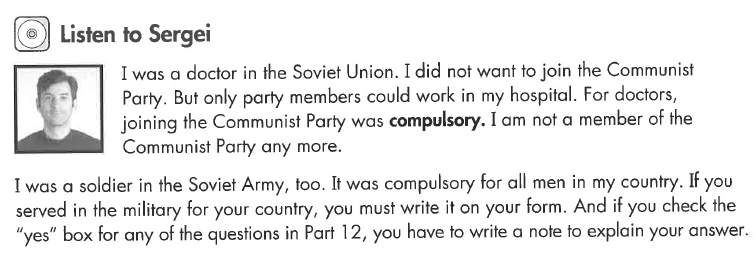 Listen to Sergei
I was a doctor in the Soviet Union. I did not want to join the Communist
Party. But only party members could work in my hospital. For doctors,
joining the Communist Party was compulsory. I am not a member of the
Communist Party any more.
I was a soldier in the Soviet Army, too. It was compulsory for all men in my country. If you
served in the military for your country, you must write it on your form. And if you check the
"yes" box for any of the questions in Part 12, you have to write a note to explain your answer.